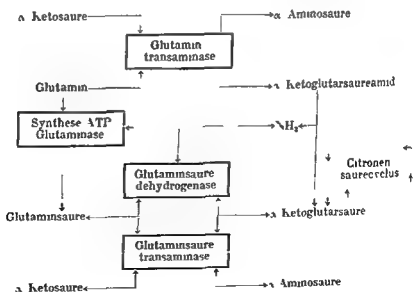 α Ketosaure α Aminosaure
Glutamin
transaminase
Glutamin α Ketoglutarsaureamid
Synthese ATP
Glutaminase
NH₃
Citronen
saurecyclus
Glutaminsaure
dehydrogenase
Glutaminsaure α Ketoglutarsaure
Glutaminsaure
transaminase
α Ketosaure α Aminosaure